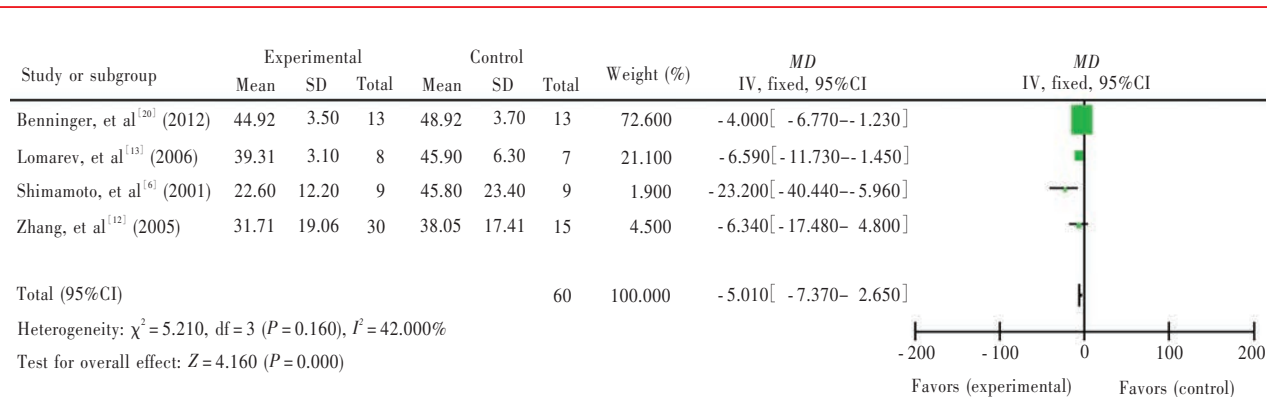 Study or subgroup Experimental Control Weight (%) MD MD
Mean SD Total Mean SD Total IV, fixed, 95%CI IV, fixed, 95%CI
Benninger, et al[20] (2012) 44.92 3.50 13 48.92 3.70 13 72.600 -4.000[ -6.770--1.230]
Lomarev, et al[13] (2006) 39.31 3.10 8 45.90 6.30 7 21.100 -6.590[-11.730--1.450]
Shimamoto, et al[6] (2001) 22.60 12.20 9 45.80 23.40 9 1.900 -23.200[-40.440--5.960]
Zhang, et al[12] (2005) 31.71 19.06 30 38.05 17.41 15 4.500 -6.340[-17.480- 4.800]
Total (95%CI) 60 100.000 -5.010[ -7.370- 2.650]
Heterogeneity: χ² = 5.210, df = 3 (P = 0.160), I² = 42.000%
Test for overall effect: Z = 4.160 (P = 0.000)
-200 -100 0 100 200
Favors (experimental) Favors (control)